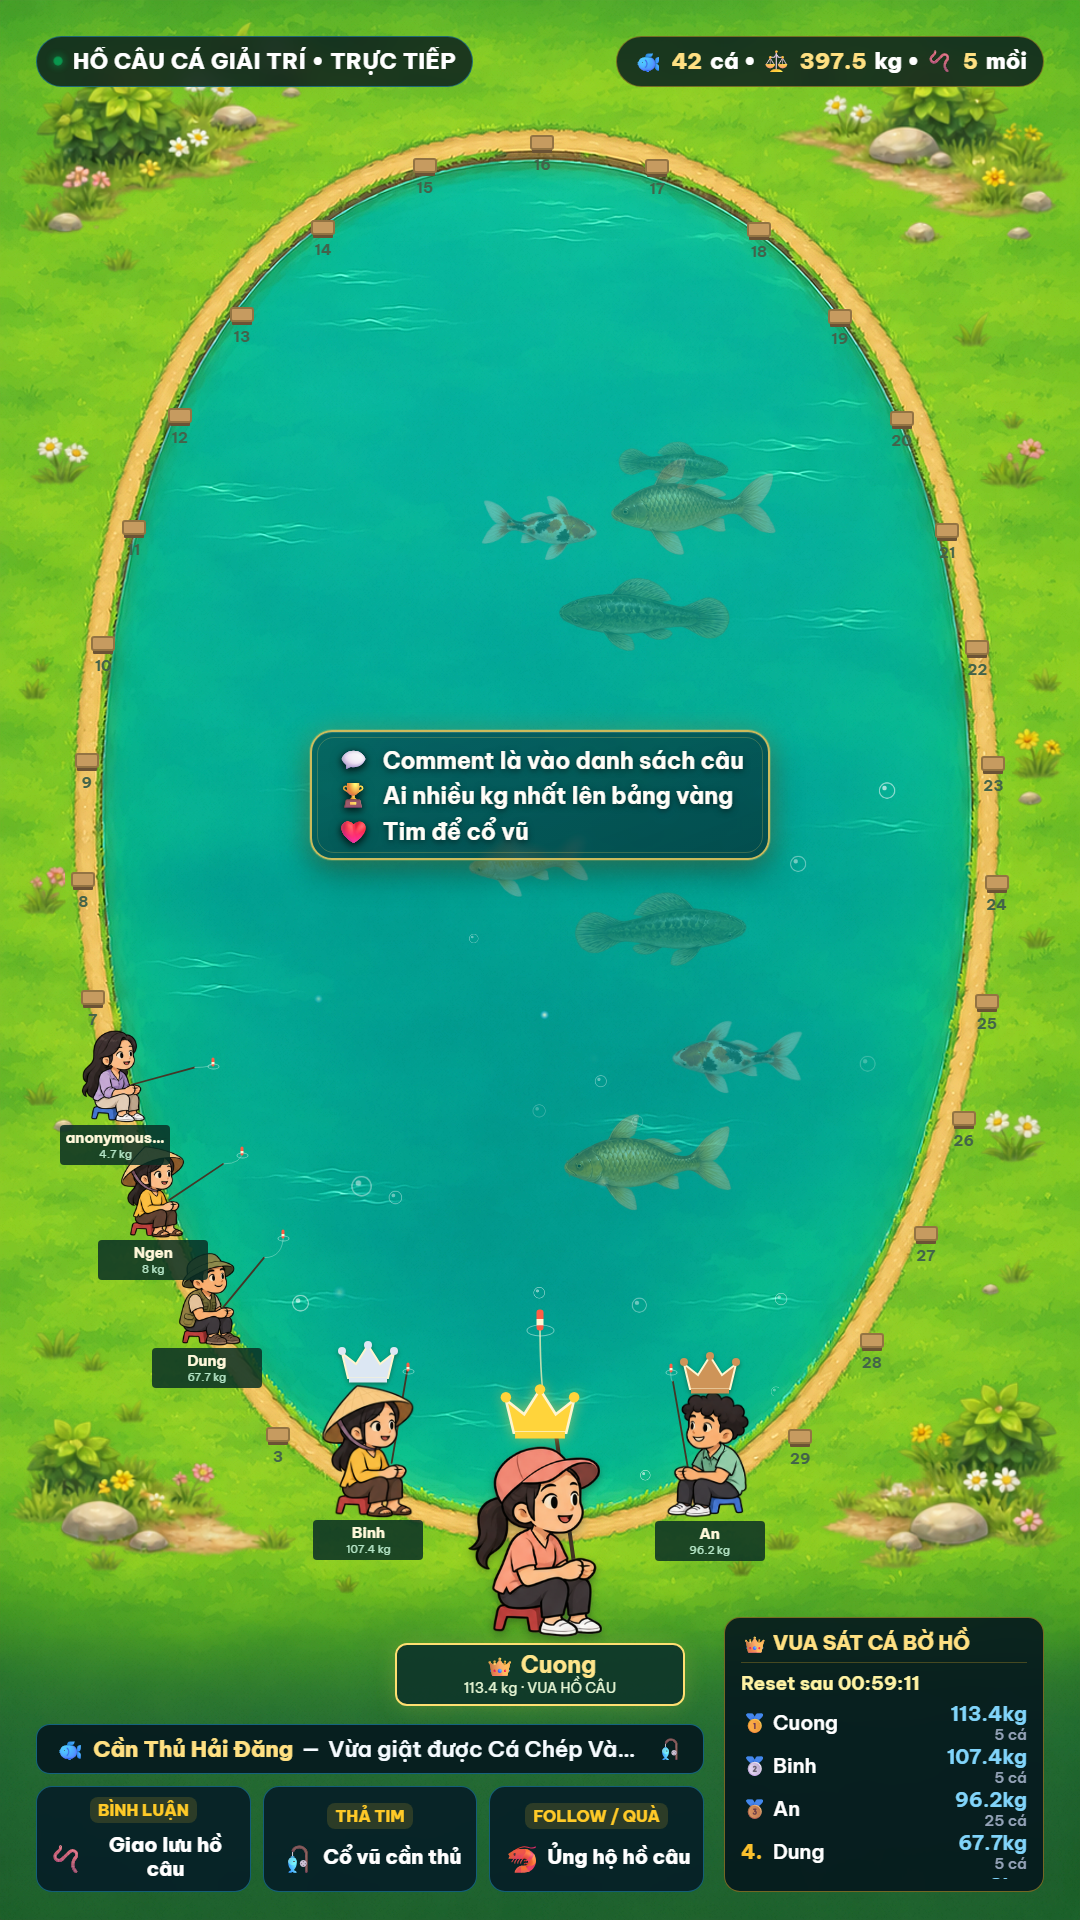 HỒ CÂU CÁ GIẢI TRÍ • TRỰC TIẾP
42 cá • 397.5 kg • 5 mồi
16
15
17
14
18
13
19
12
20
11
21
10
22
Comment là vào danh sách câu
Ai nhiều kg nhất lên bảng vàng
Tim để cổ vũ
9
23
8
24
7
25
anonymous...
4.7 kg
26
Ngen
8 kg
27
Dung
67.7 kg
28
3
29
Binh
107.4 kg
An
96.2 kg
Cuong
113.4 kg · VUA HỒ CÂU
VUA SÁT CÁ BỜ HỒ
Reset sau 00:59:11
1 Cuong 113.4kg
5 cá
2 Binh 107.4kg
5 cá
3 An 96.2kg
25 cá
4. Dung 67.7kg
5 cá
Cần Thủ Hải Đăng — Vừa giật được Cá Chép Và...
BÌNH LUẬN
Giao lưu hồ
câu
THẢ TIM
Cổ vũ cần thủ
FOLLOW / QUÀ
Ủng hộ hồ câu